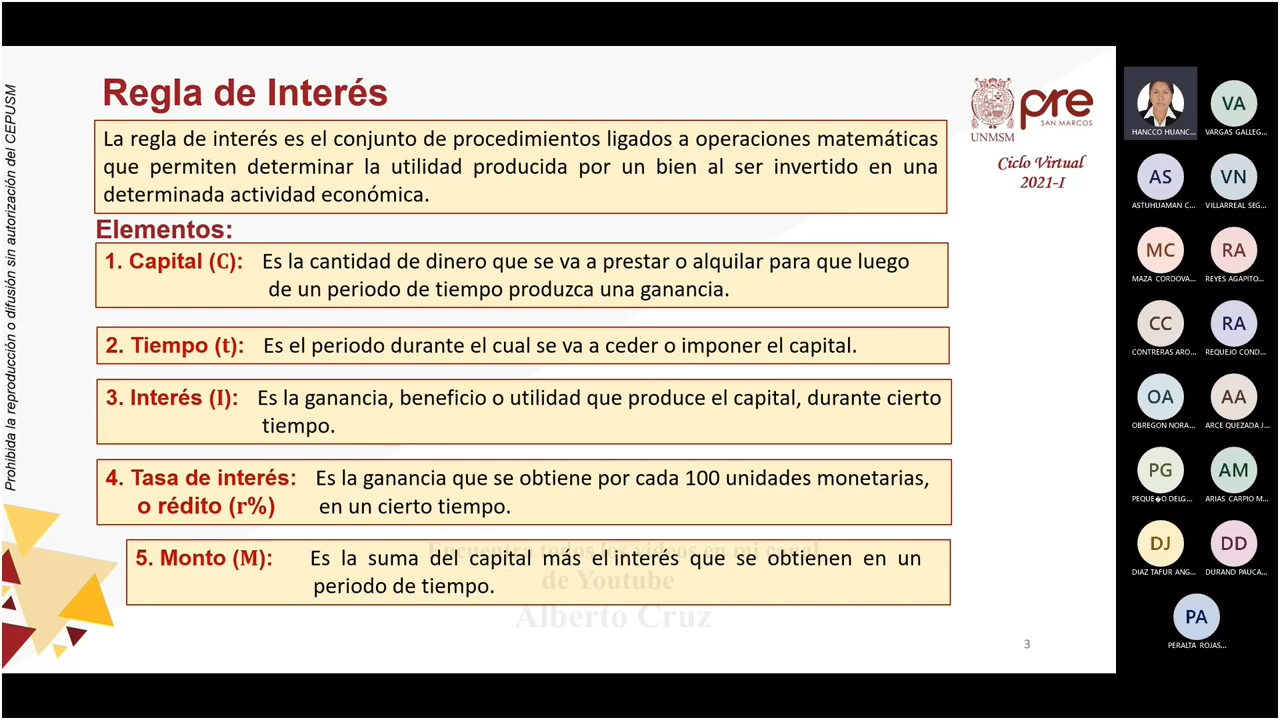 Prohibida la reproducción o difusión sin autorización del CEPUSM
Regla de Interés
UNMSM
pre
SAN MARCOS
Ciclo Virtual
2021-I
La regla de interés es el conjunto de procedimientos ligados a operaciones matemáticas
que permiten determinar la utilidad producida por un bien al ser invertido en una
determinada actividad económica.
Elementos:
1. Capital (C): Es la cantidad de dinero que se va a prestar o alquilar para que luego
de un periodo de tiempo produzca una ganancia.
2. Tiempo (t): Es el periodo durante el cual se va a ceder o imponer el capital.
3. Interés (I): Es la ganancia, beneficio o utilidad que produce el capital, durante cierto
tiempo.
4. Tasa de interés: Es la ganancia que se obtiene por cada 100 unidades monetarias,
o rédito (r%) en un cierto tiempo.
5. Monto (M): Es la suma del capital más el interés que se obtienen en un
periodo de tiempo.
Encuentra todos los videos en mi canal
de Youtube
Alberto Cruz
3
HANCCO HUANC...
VA
VARGAS GALLEG...
AS
ASTUHUAMAN C...
VN
VILLARREAL SEG...
MC
MAZA CORDOVA...
RA
REYES AGAPITO...
CC
CONTRERAS ARO...
RA
REQUEJO COND...
OA
OBREGON NORA...
AA
ARCE QUEZADA J...
PG
PEQUE�O DELG...
AM
ARIAS CARPIO M...
DJ
DIAZ TAFUR ANG...
DD
DURAND PAUCA...
PA
PERALTA ROJAS...